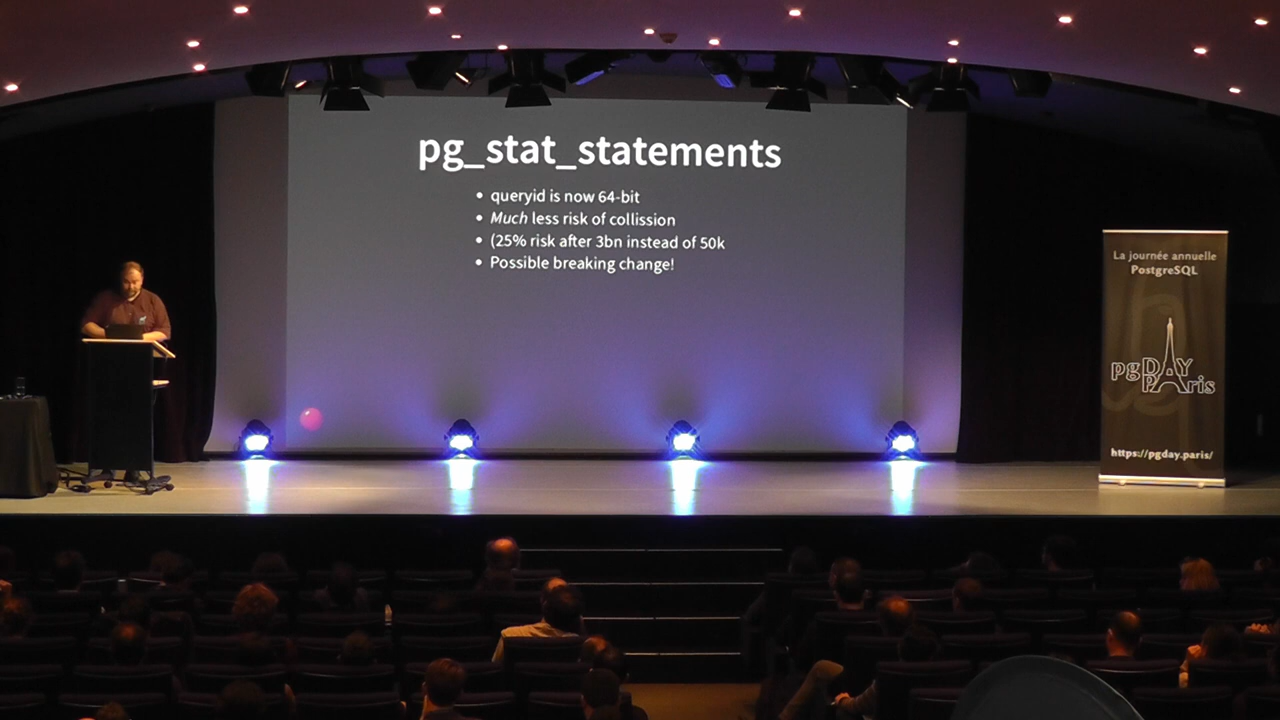 pg_stat_statements
queryid is now 64-bit
Much less risk of collission
(25% risk after 3bn instead of 50k
Possible breaking change!
La journée annuelle
PostgreSQL
pgDAY
PAris
https://pgday.paris/